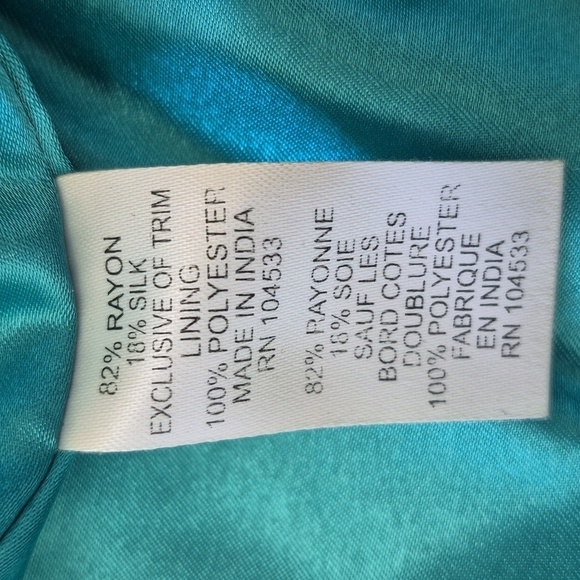 82% RAYON
18% SILK
EXCLUSIVE OF TRIM
LINING
100% POLYESTER
MADE IN INDIA
RN 104533
82% RAYONNE
18% SOIE
SAUF LES
BORD COTES
DOUBLURE
100% POLYESTER
FABRIQUE
EN INDIA
RN 104533